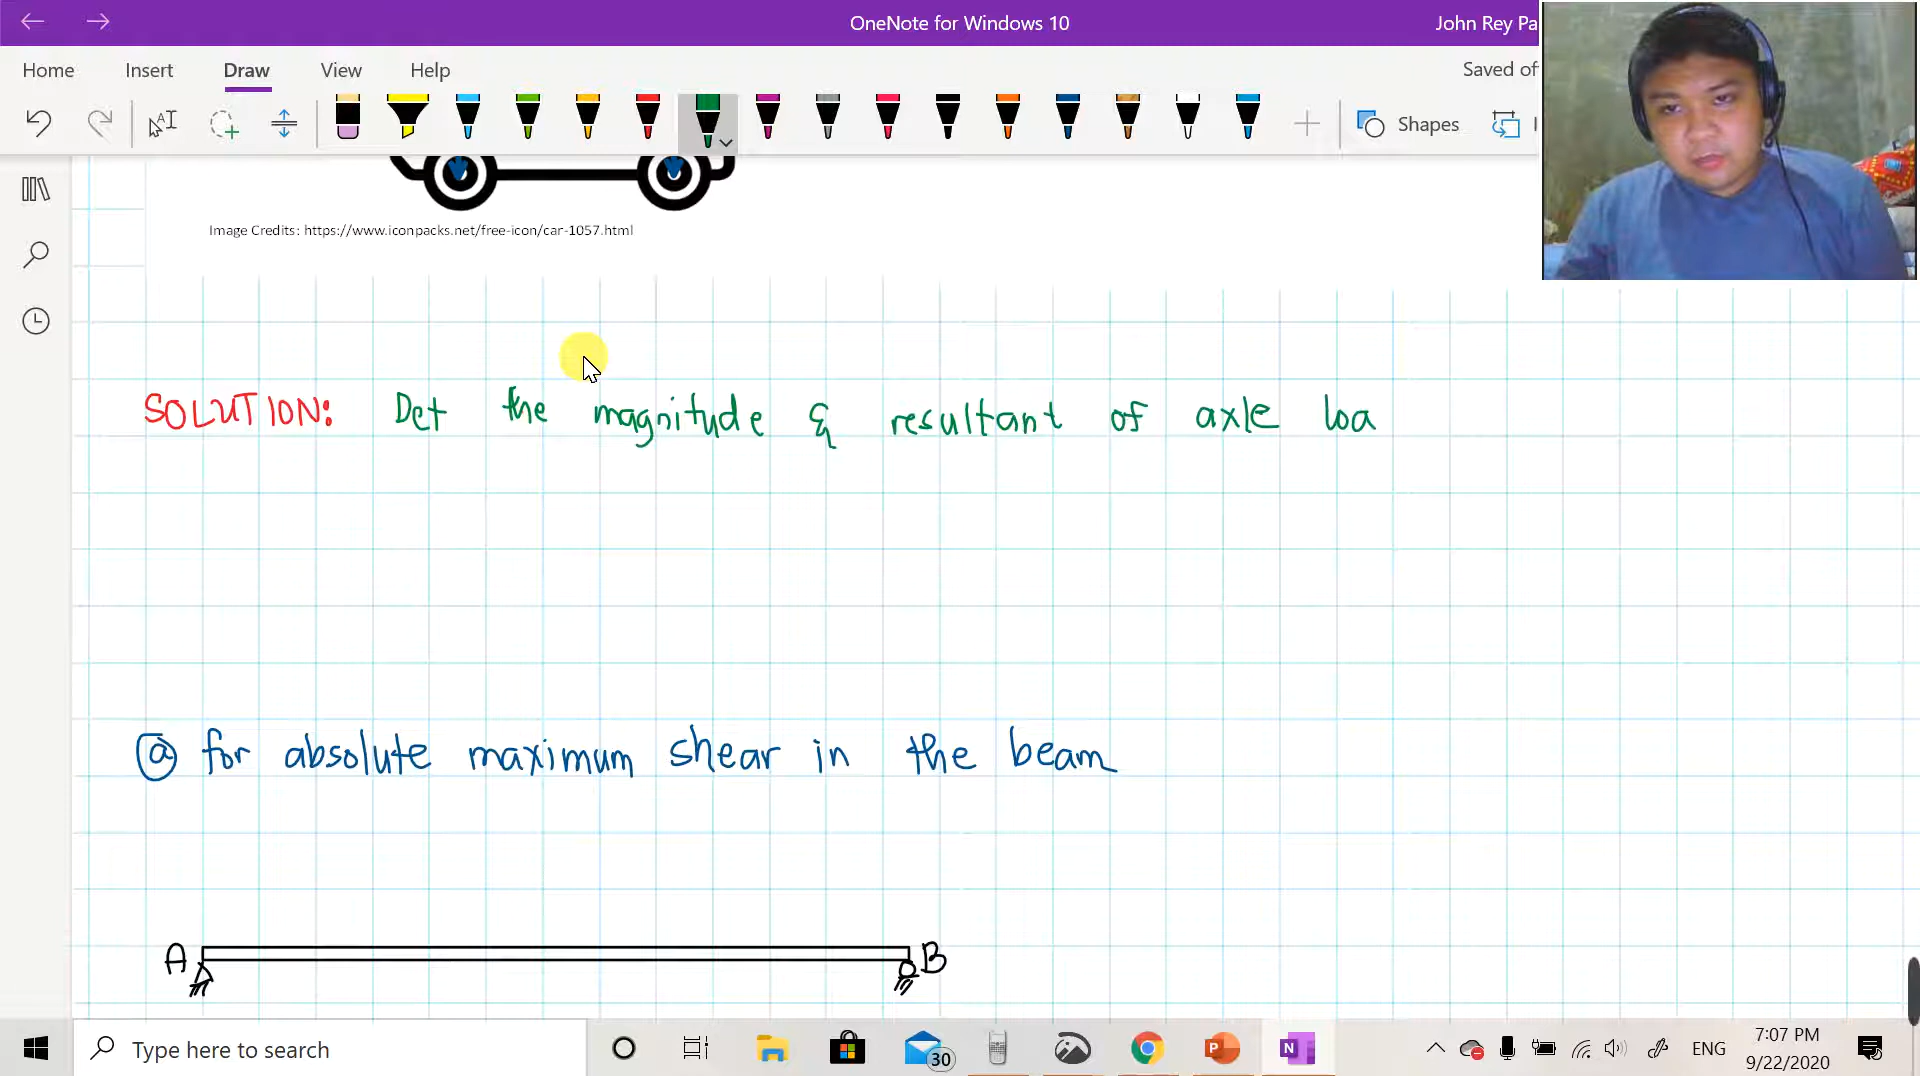 OneNote for Windows 10
John Rey Pa
Home Insert Draw View Help
Saved of
Shapes
Image Credits: https://www.iconpacks.net/free-icon/car-1057.html
SOLUTION: Det the magnitude & resultant of axle loa
a for absolute maximum shear in the beam
A B
Type here to search
30
ENG
7:07 PM
9/22/2020